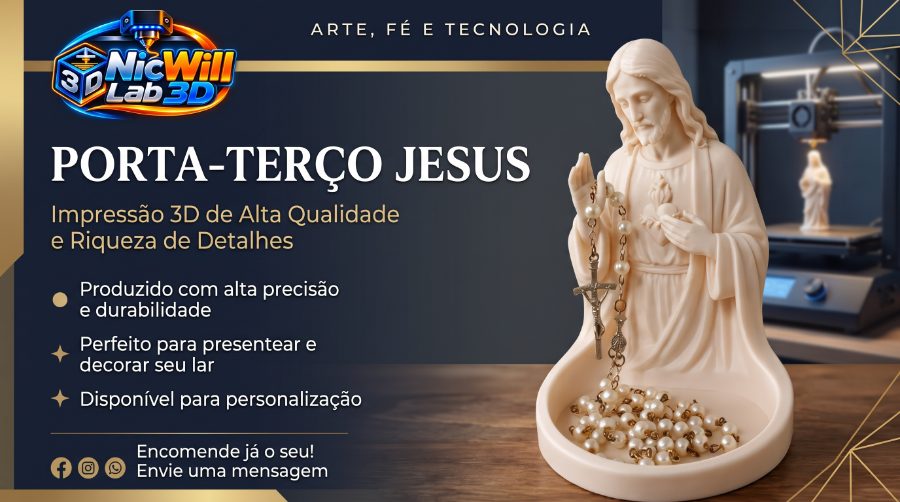 ARTE, FÉ E TECNOLOGIA
3D NicWill
Lab 3D
PORTA-TERÇO JESUS
Impressão 3D de Alta Qualidade
e Riqueza de Detalhes
Produzido com alta precisão
e durabilidade
Perfeito para presentear e
decorar seu lar
Disponível para personalização
Encomende já o seu!
Envie uma mensagem